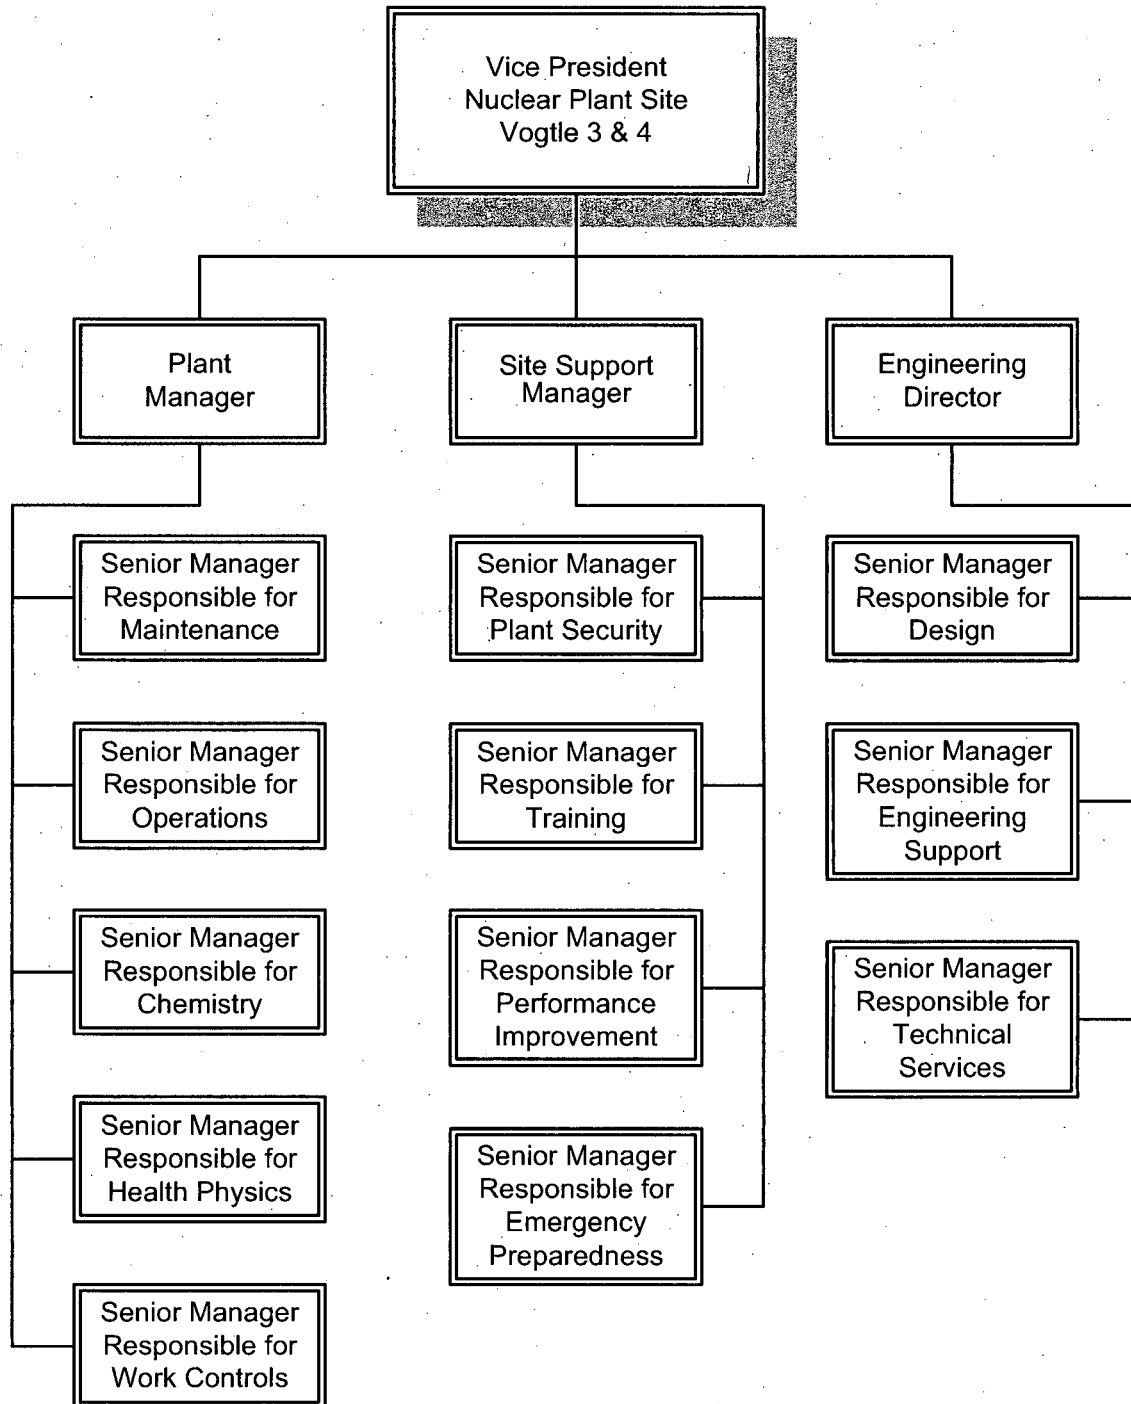 Vice President
Nuclear Plant Site
Vogtle 3 & 4
Plant
Manager
Site Support
Manager
Engineering
Director
Senior Manager
Responsible for
Maintenance
Senior Manager
Responsible for
Operations
Senior Manager
Responsible for
Chemistry
Senior Manager
Responsible for
Health Physics
Senior Manager
Responsible for
Work Controls
Senior Manager
Responsible for
Plant Security
Senior Manager
Responsible for
Training
Senior Manager
Responsible for
Performance
Improvement
Senior Manager
Responsible for
Emergency
Preparedness
Senior Manager
Responsible for
Design
Senior Manager
Responsible for
Engineering
Support
Senior Manager
Responsible for
Technical
Services